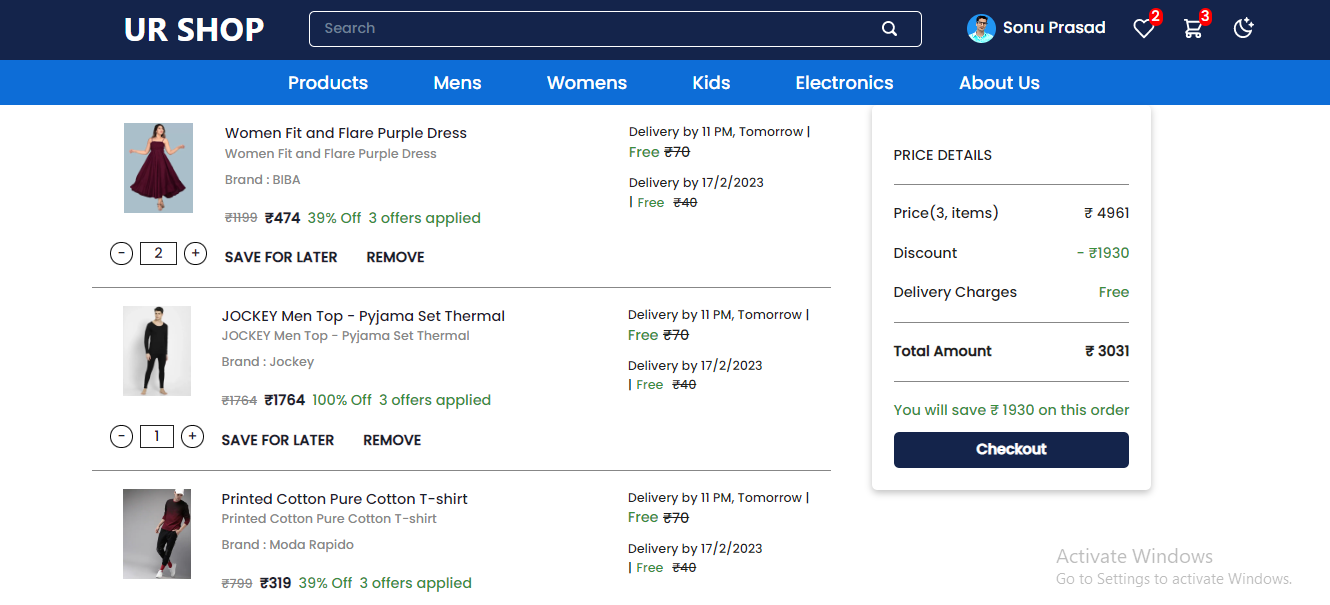 UR SHOP
Search
Sonu Prasad
2
3
Products Mens Womens Kids Electronics About Us
Women Fit and Flare Purple Dress
Women Fit and Flare Purple Dress
Brand : BIBA
₹1199 ₹474 39% Off 3 offers applied
Delivery by 11 PM, Tomorrow |
Free ₹70
Delivery by 17/2/2023
| Free ₹40
- 2 + SAVE FOR LATER REMOVE
JOCKEY Men Top - Pyjama Set Thermal
JOCKEY Men Top - Pyjama Set Thermal
Brand : Jockey
₹1764 ₹1764 100% Off 3 offers applied
Delivery by 11 PM, Tomorrow |
Free ₹70
Delivery by 17/2/2023
| Free ₹40
- 1 + SAVE FOR LATER REMOVE
Printed Cotton Pure Cotton T-shirt
Printed Cotton Pure Cotton T-shirt
Brand : Moda Rapido
₹799 ₹319 39% Off 3 offers applied
Delivery by 11 PM, Tomorrow |
Free ₹70
Delivery by 17/2/2023
| Free ₹40
PRICE DETAILS
Price(3, items) ₹ 4961
Discount - ₹1930
Delivery Charges Free
Total Amount ₹ 3031
You will save ₹ 1930 on this order
Checkout
Activate Windows
Go to Settings to activate Windows.